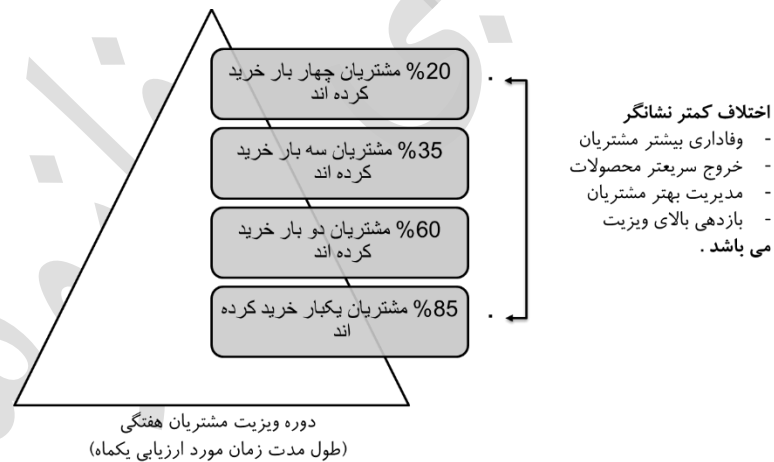 %20 مشتریان چهار بار خرید
کرده اند
%35 مشتریان سه بار خرید
کرده اند
%60 مشتریان دو بار خرید
کرده اند
%85 مشتریان یکبار خرید کرده
اند
اختلاف کمتر نشانگر
- وفاداری بیشتر مشتریان
- خروج سریعتر محصولات
- مدیریت بهتر مشتریان
- بازدهی بالای ویزیت
می باشد .
دوره ویزیت مشتریان هفتگی
(طول مدت زمان مورد ارزیابی یکماه)